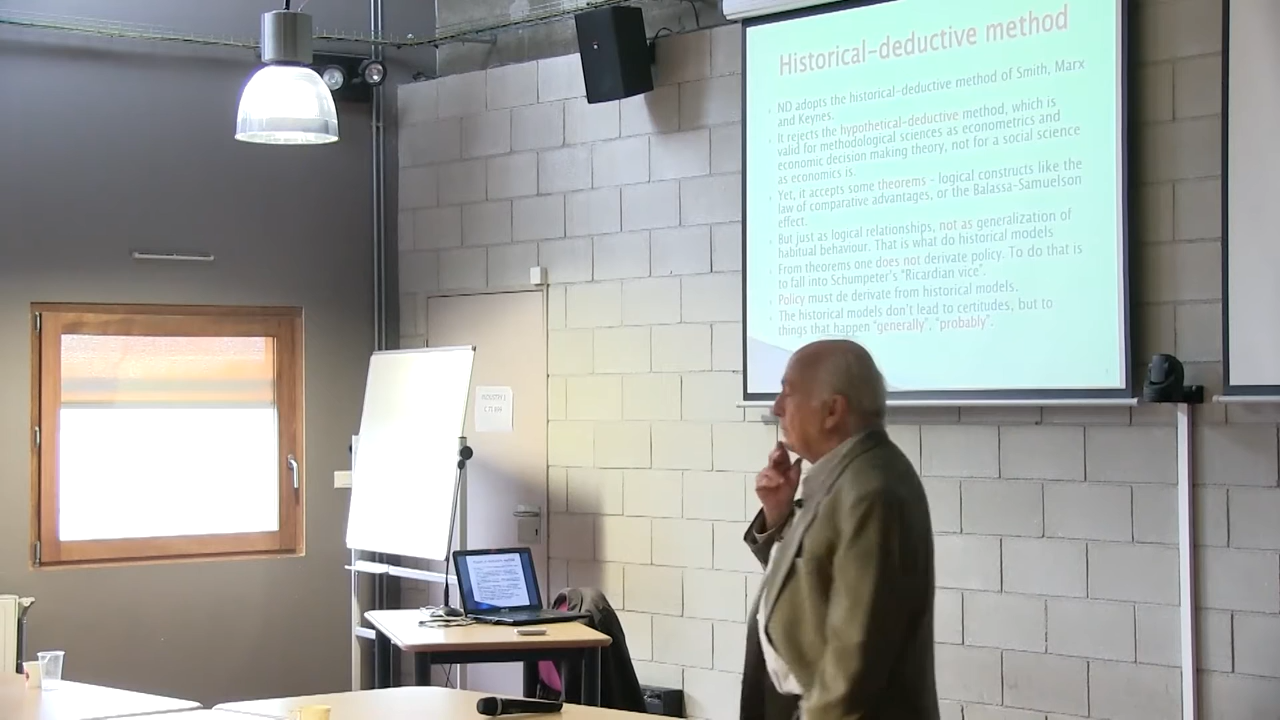 Historical-deductive method
ND adopts the historical-deductive method of Smith, Marx
and Keynes.
It rejects the hypothetical-deductive method, which is
valid for methodological sciences as econometrics and
economic decision making theory, not for a social science
as economics is.
Yet, it accepts some theorems – logical constructs like the
law of comparative advantages, or the Balassa-Samuelson
effect.
But just as logical relationships, not as generalization of
habitual behaviour. That is what do historical models
From theorems one does not derivate policy. To do that is
to fall into Schumpeter's "Ricardian vice".
Policy must de derivate from historical models.
The historical models don't lead to certitudes, but to
things that happen "generally", "probably".